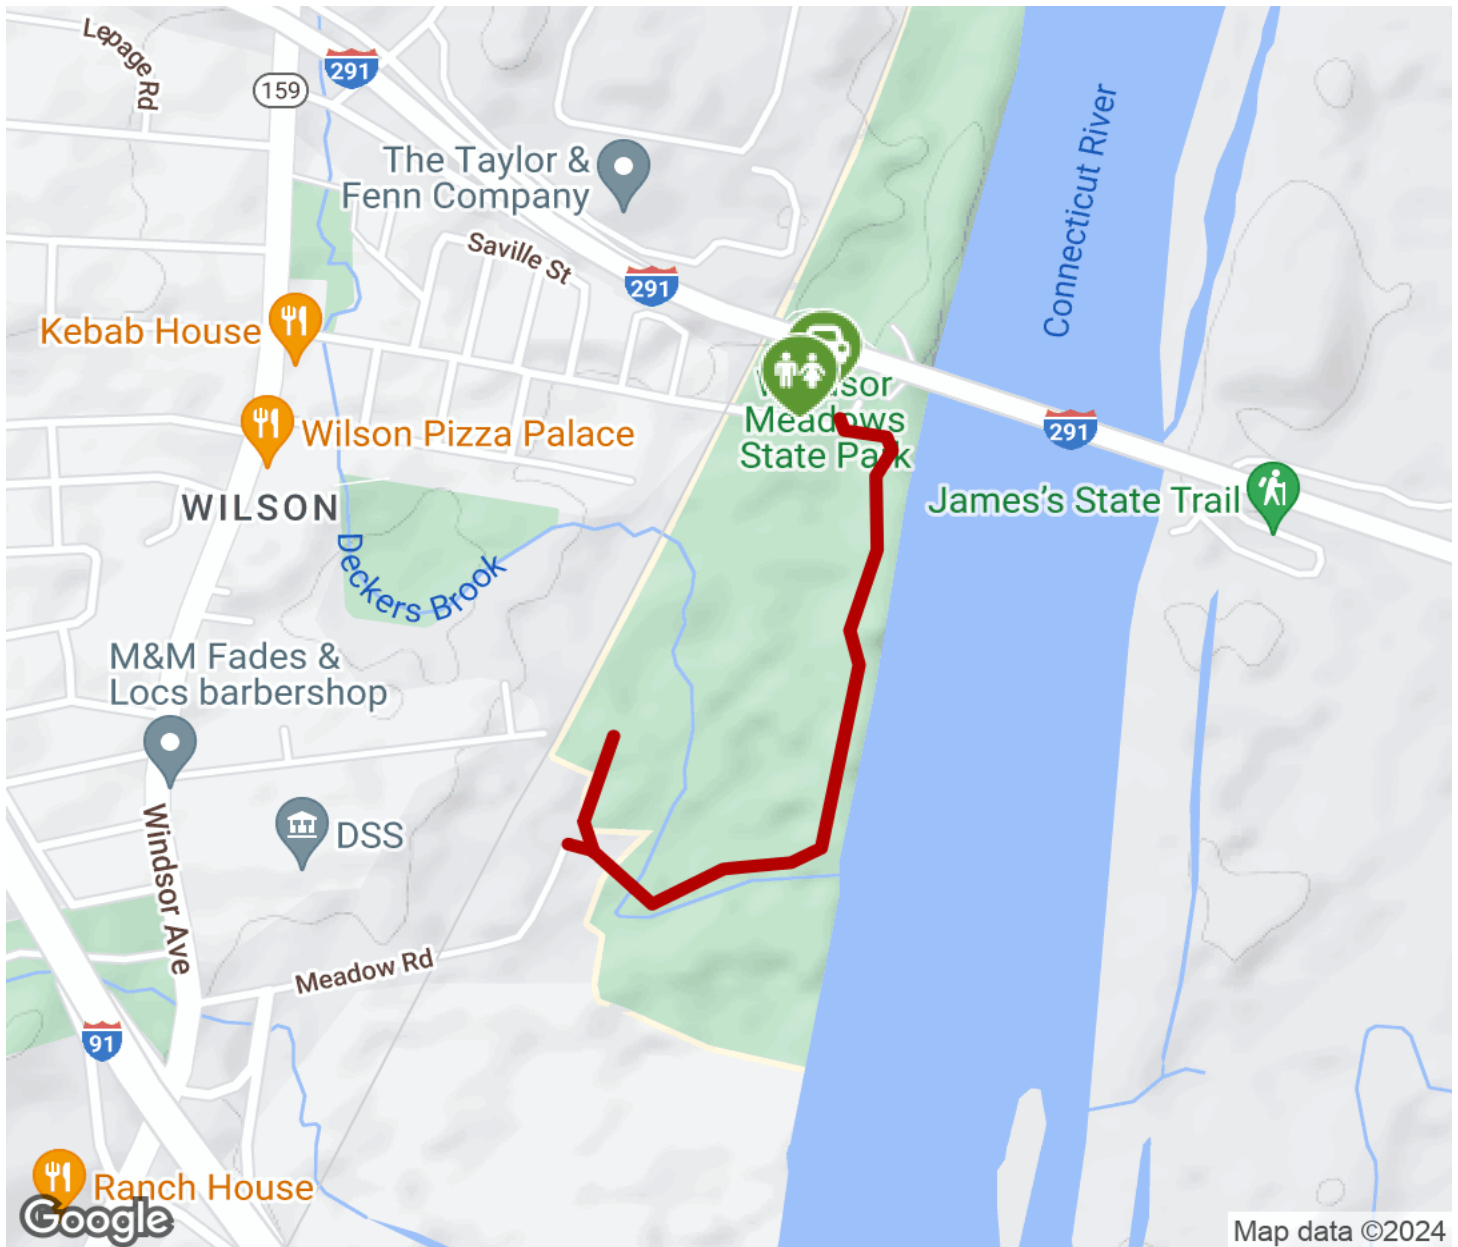 Lepage Rd
291
159
Connecticut River
The Taylor &
Fenn Company
Saville St
291
Kebab House
Meadows
State Park
Wilson Pizza Palace
291
James's State Trail
WILSON
Deckers Brook
M&M Fades &
Locs barbershop
DSS
Windsor Ave
Meadow Rd
91
Ranch House
Google
Map data ©2024